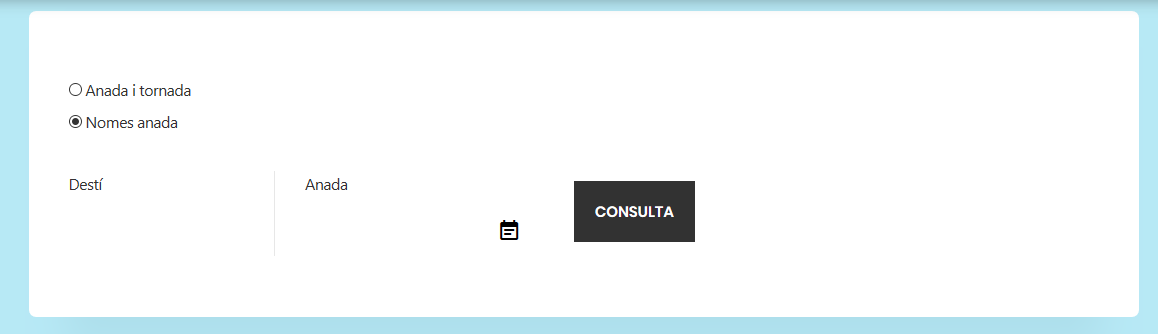 Anada i tornada
Nomes anada
Destí
Anada
CONSULTA